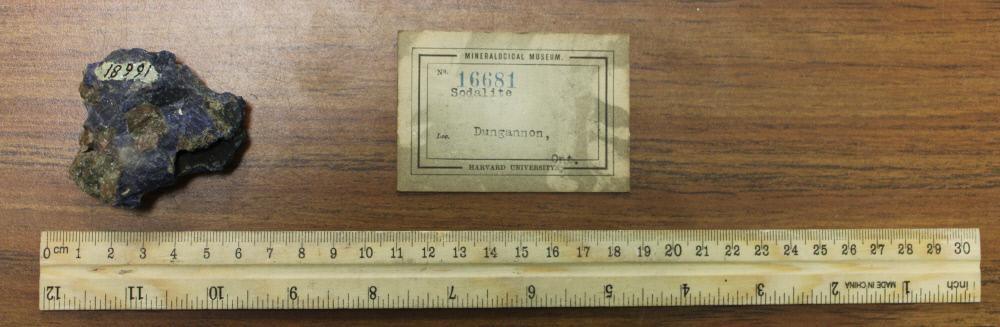 16681
MINERALOGICAL MUSEUM.
No. 16681
Sodalite
Loc. Dungannon,
Ont.
HARVARD UNIVERSITY.
0 cm 1 2 3 4 5 6 7 8 9 10 11 12 13 14 15 16 17 18 19 20 21 22 23 24 25 26 27 28 29 30
12 11 10 9 8 7 6 5 4 3 2 MADE IN CHINA 1 inch